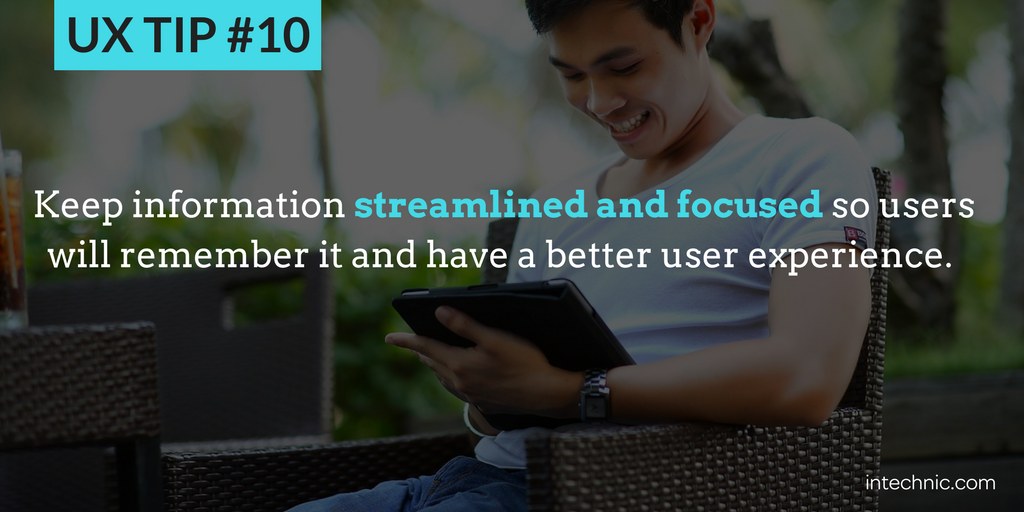 UX TIP #10
Keep information streamlined and focused so users
will remember it and have a better user experience.
intechnic.com